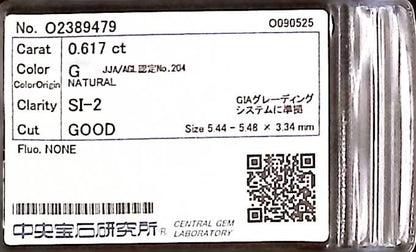 No. O2389479 O090525
Carat 0.617 ct
Color G JJA/AGL認定No.204
ColorOrigin NATURAL
Clarity SI-2 GIAグレーディング
システムに準拠
Cut GOOD Size 5.44 - 5.48 × 3.34 mm
Fluo. NONE
中央宝石研究所® CENTRAL GEM
LABORATORY